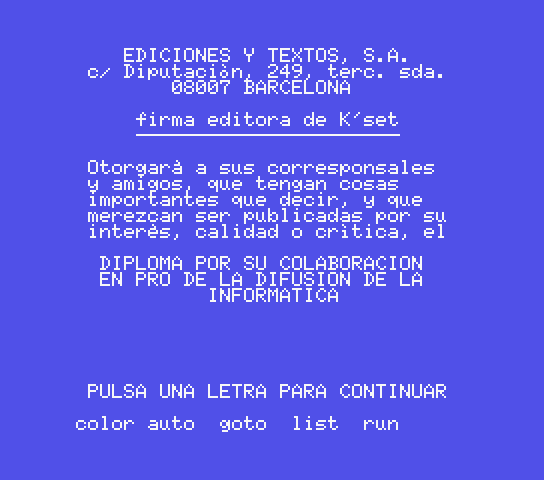 EDICIONES Y TEXTOS, S.A.
c/ Diputaciòn, 249, terc. sda.
08007 BARCELONA
firma editora de K´set
Otorgarà a sus corresponsales
y amigos, que tengan cosas
importantes que decir, y que
merezcan ser publicadas por su
interès, calidad o crìtica, el
DIPLOMA POR SU COLABORACION
EN PRO DE LA DIFUSION DE LA
INFORMATICA
PULSA UNA LETRA PARA CONTINUAR
color auto goto list run